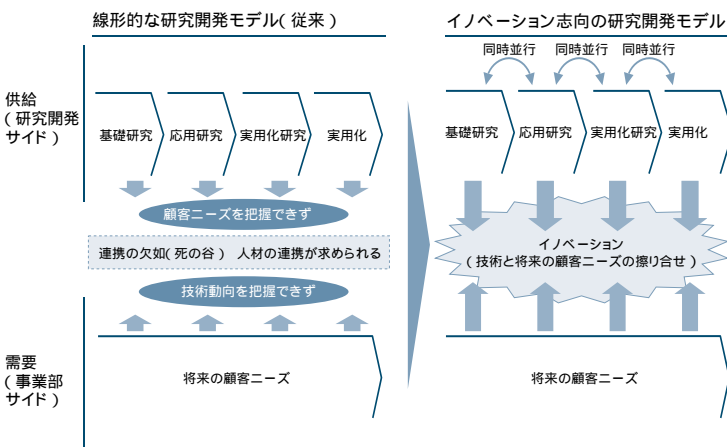 線形的な研究開発モデル(従来)
イノベーション志向の研究開発モデル
同時並行 同時並行 同時並行
供給
(研究開発
サイド)
基礎研究 応用研究 実用化研究 実用化
基礎研究 応用研究 実用化研究 実用化
顧客ニーズを把握できず
連携の欠如(死の谷) 人材の連携が求められる
技術動向を把握できず
イノベーション
(技術と将来の顧客ニーズの擦り合せ)
需要
(事業部
サイド)
将来の顧客ニーズ
将来の顧客ニーズ